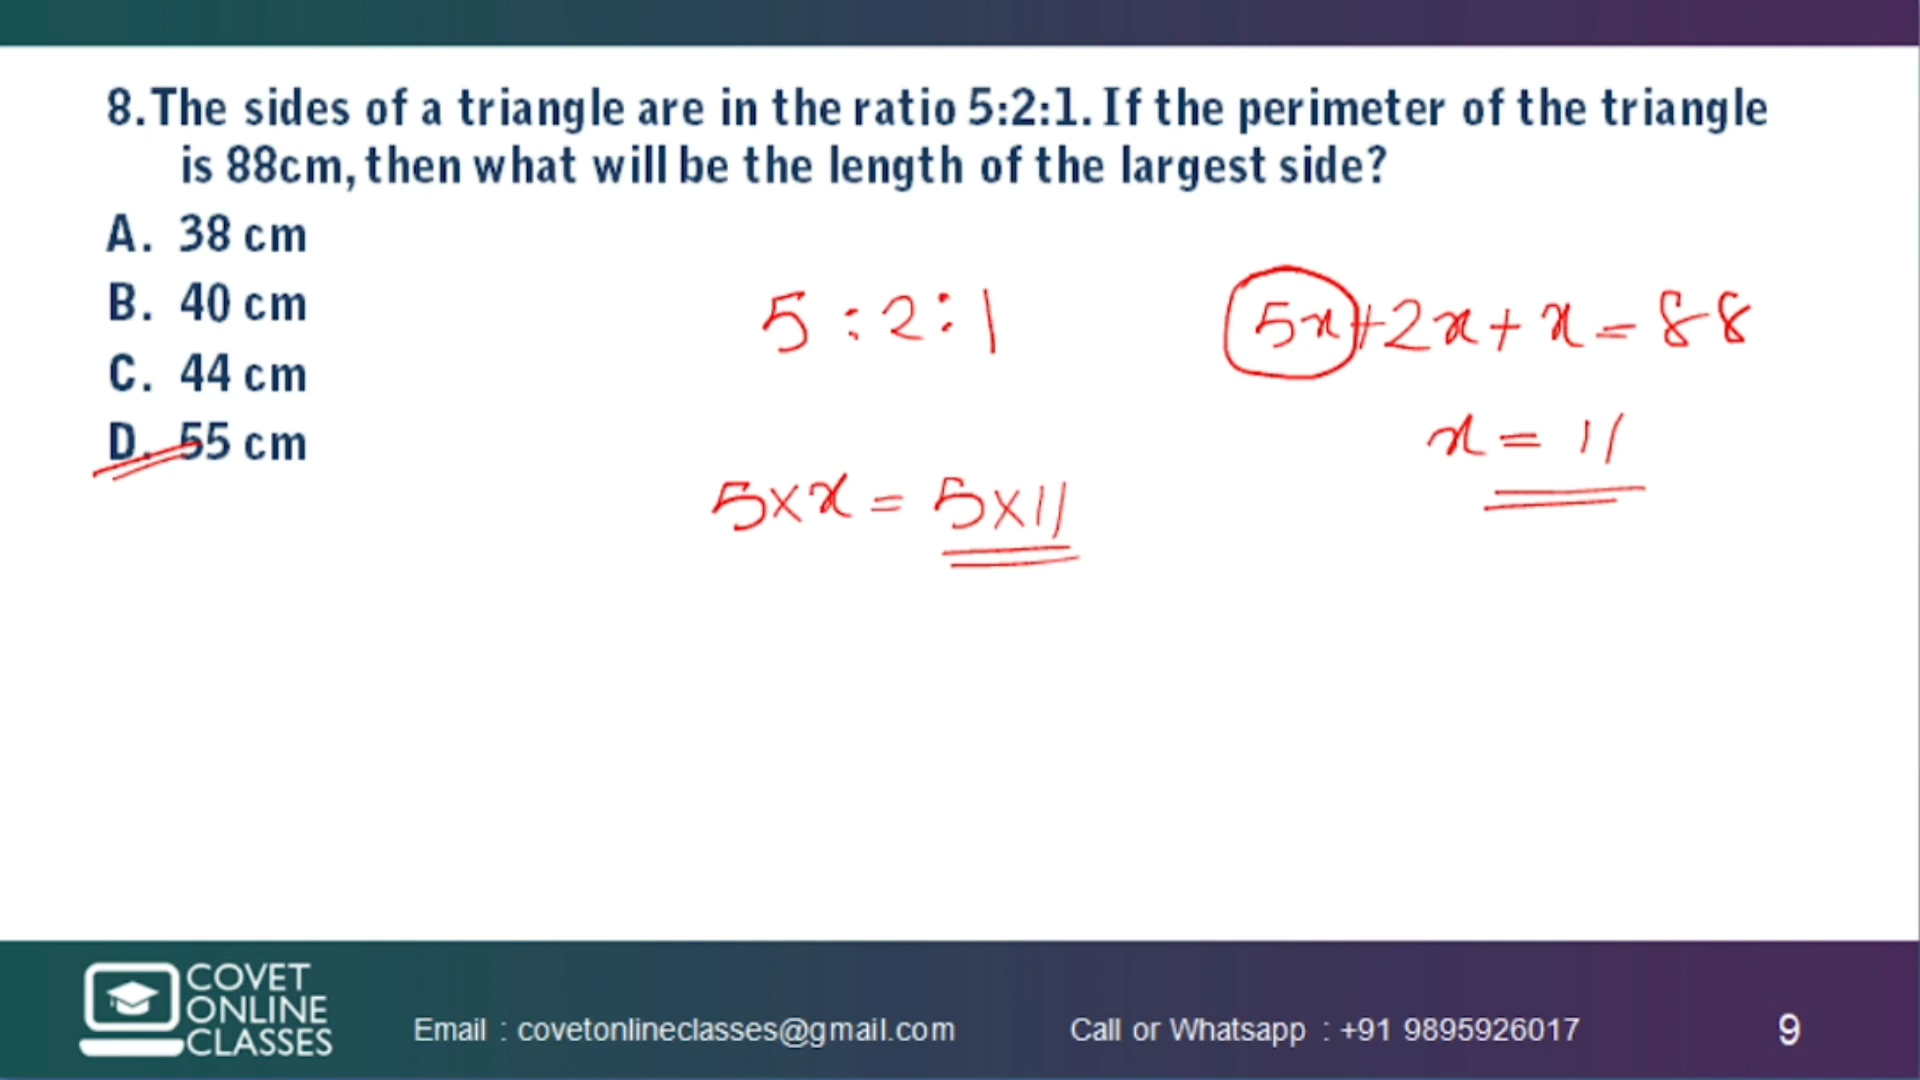 8. The sides of a triangle are in the ratio 5:2:1. If the perimeter of the triangle
is 88cm, then what will be the length of the largest side?
A. 38 cm
B. 40 cm
C. 44 cm
D. 55 cm
5 : 2 : 1
5x+2x+x=88
x = 11
5×x = 5×11
COVET
ONLINE
CLASSES
Email : covetonlineclasses@gmail.com
Call or Whatsapp : +91 9895926017
9